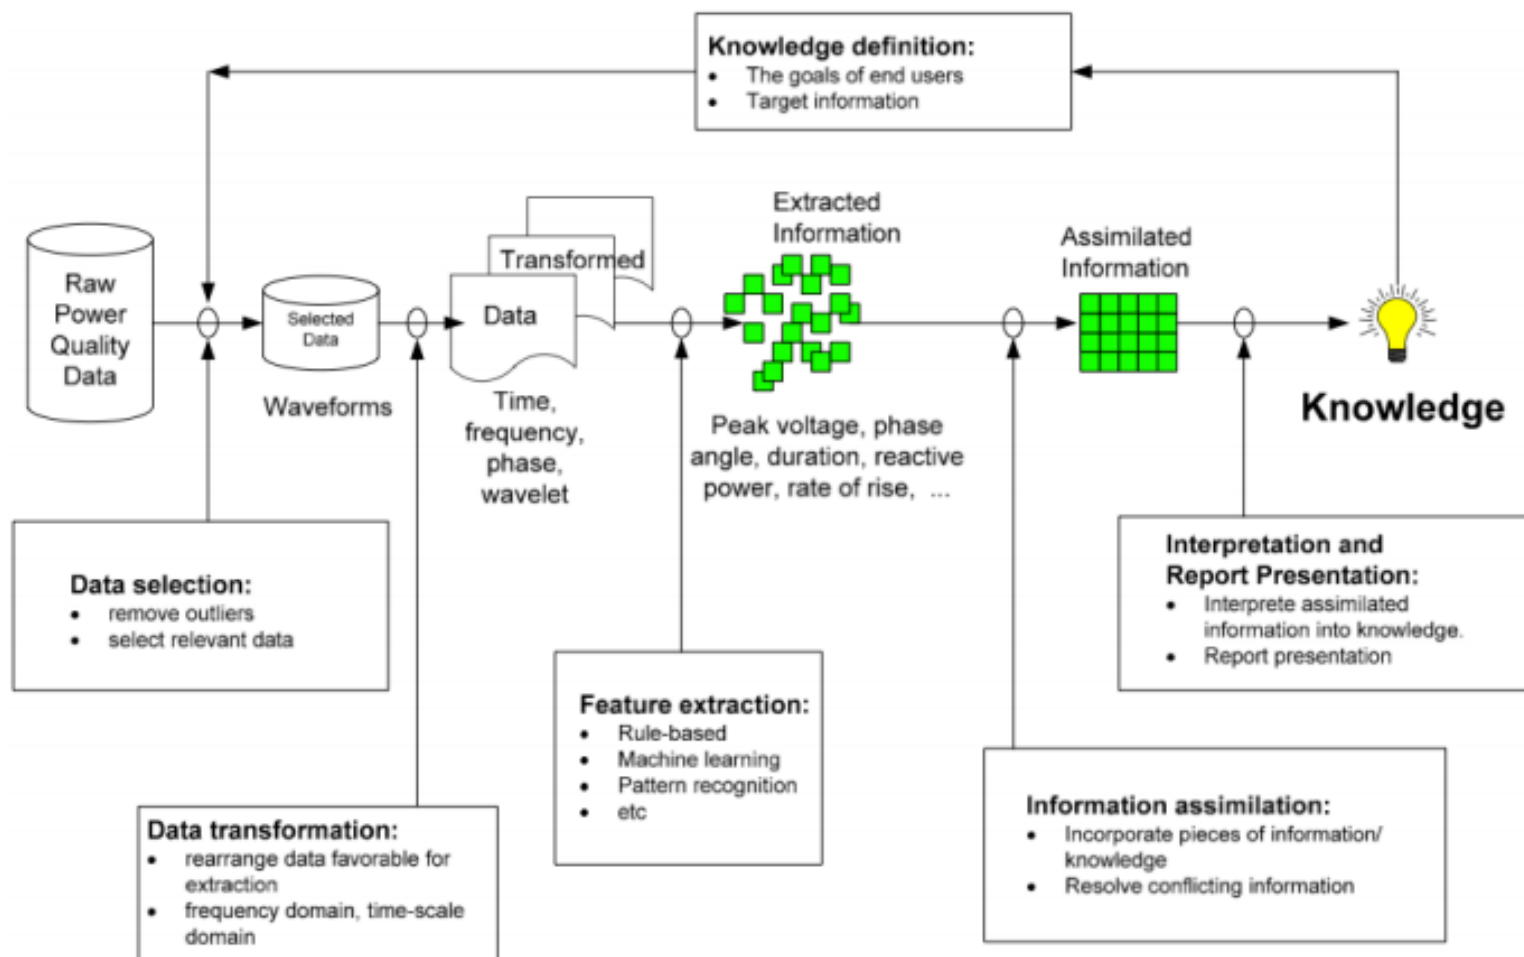 Knowledge definition:
• The goals of end users
• Target information
Raw
Power
Quality
Data
Selected
Data
Waveforms
Transformed
Data
Time,
frequency,
phase,
wavelet
Extracted
Information
Peak voltage, phase
angle, duration, reactive
power, rate of rise, ...
Assimilated
Information
Knowledge
Data selection:
• remove outliers
• select relevant data
Data transformation:
• rearrange data favorable for
extraction
• frequency domain, time-scale
domain
Feature extraction:
• Rule-based
• Machine learning
• Pattern recognition
• etc
Information assimilation:
• Incorporate pieces of information/
knowledge
• Resolve conflicting information
Interpretation and
Report Presentation:
• Interprete assimilated
information into knowledge.
• Report presentation